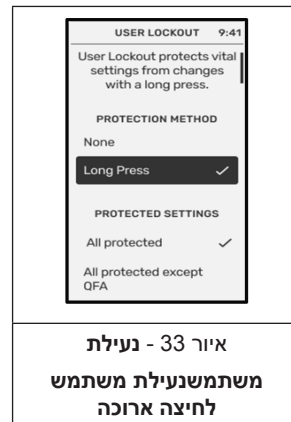 USER LOCKOUT 9:41
User Lockout protects vital
settings from changes
with a long press.
PROTECTION METHOD
None
Long Press ✓
PROTECTED SETTINGS
All protected ✓
All protected except
QFA
איור 33 - נעילת
משתמשנעילת משתמש
לחיצה ארוכה